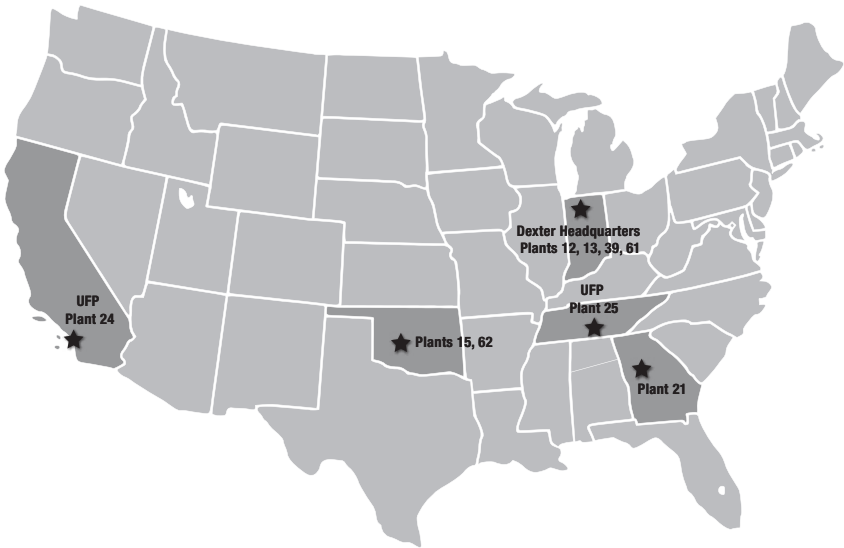 Dexter Headquarters
Plants 12, 13, 39, 61
UFP
Plant 25
UFP
Plant 24
Plants 15, 62
Plant 21